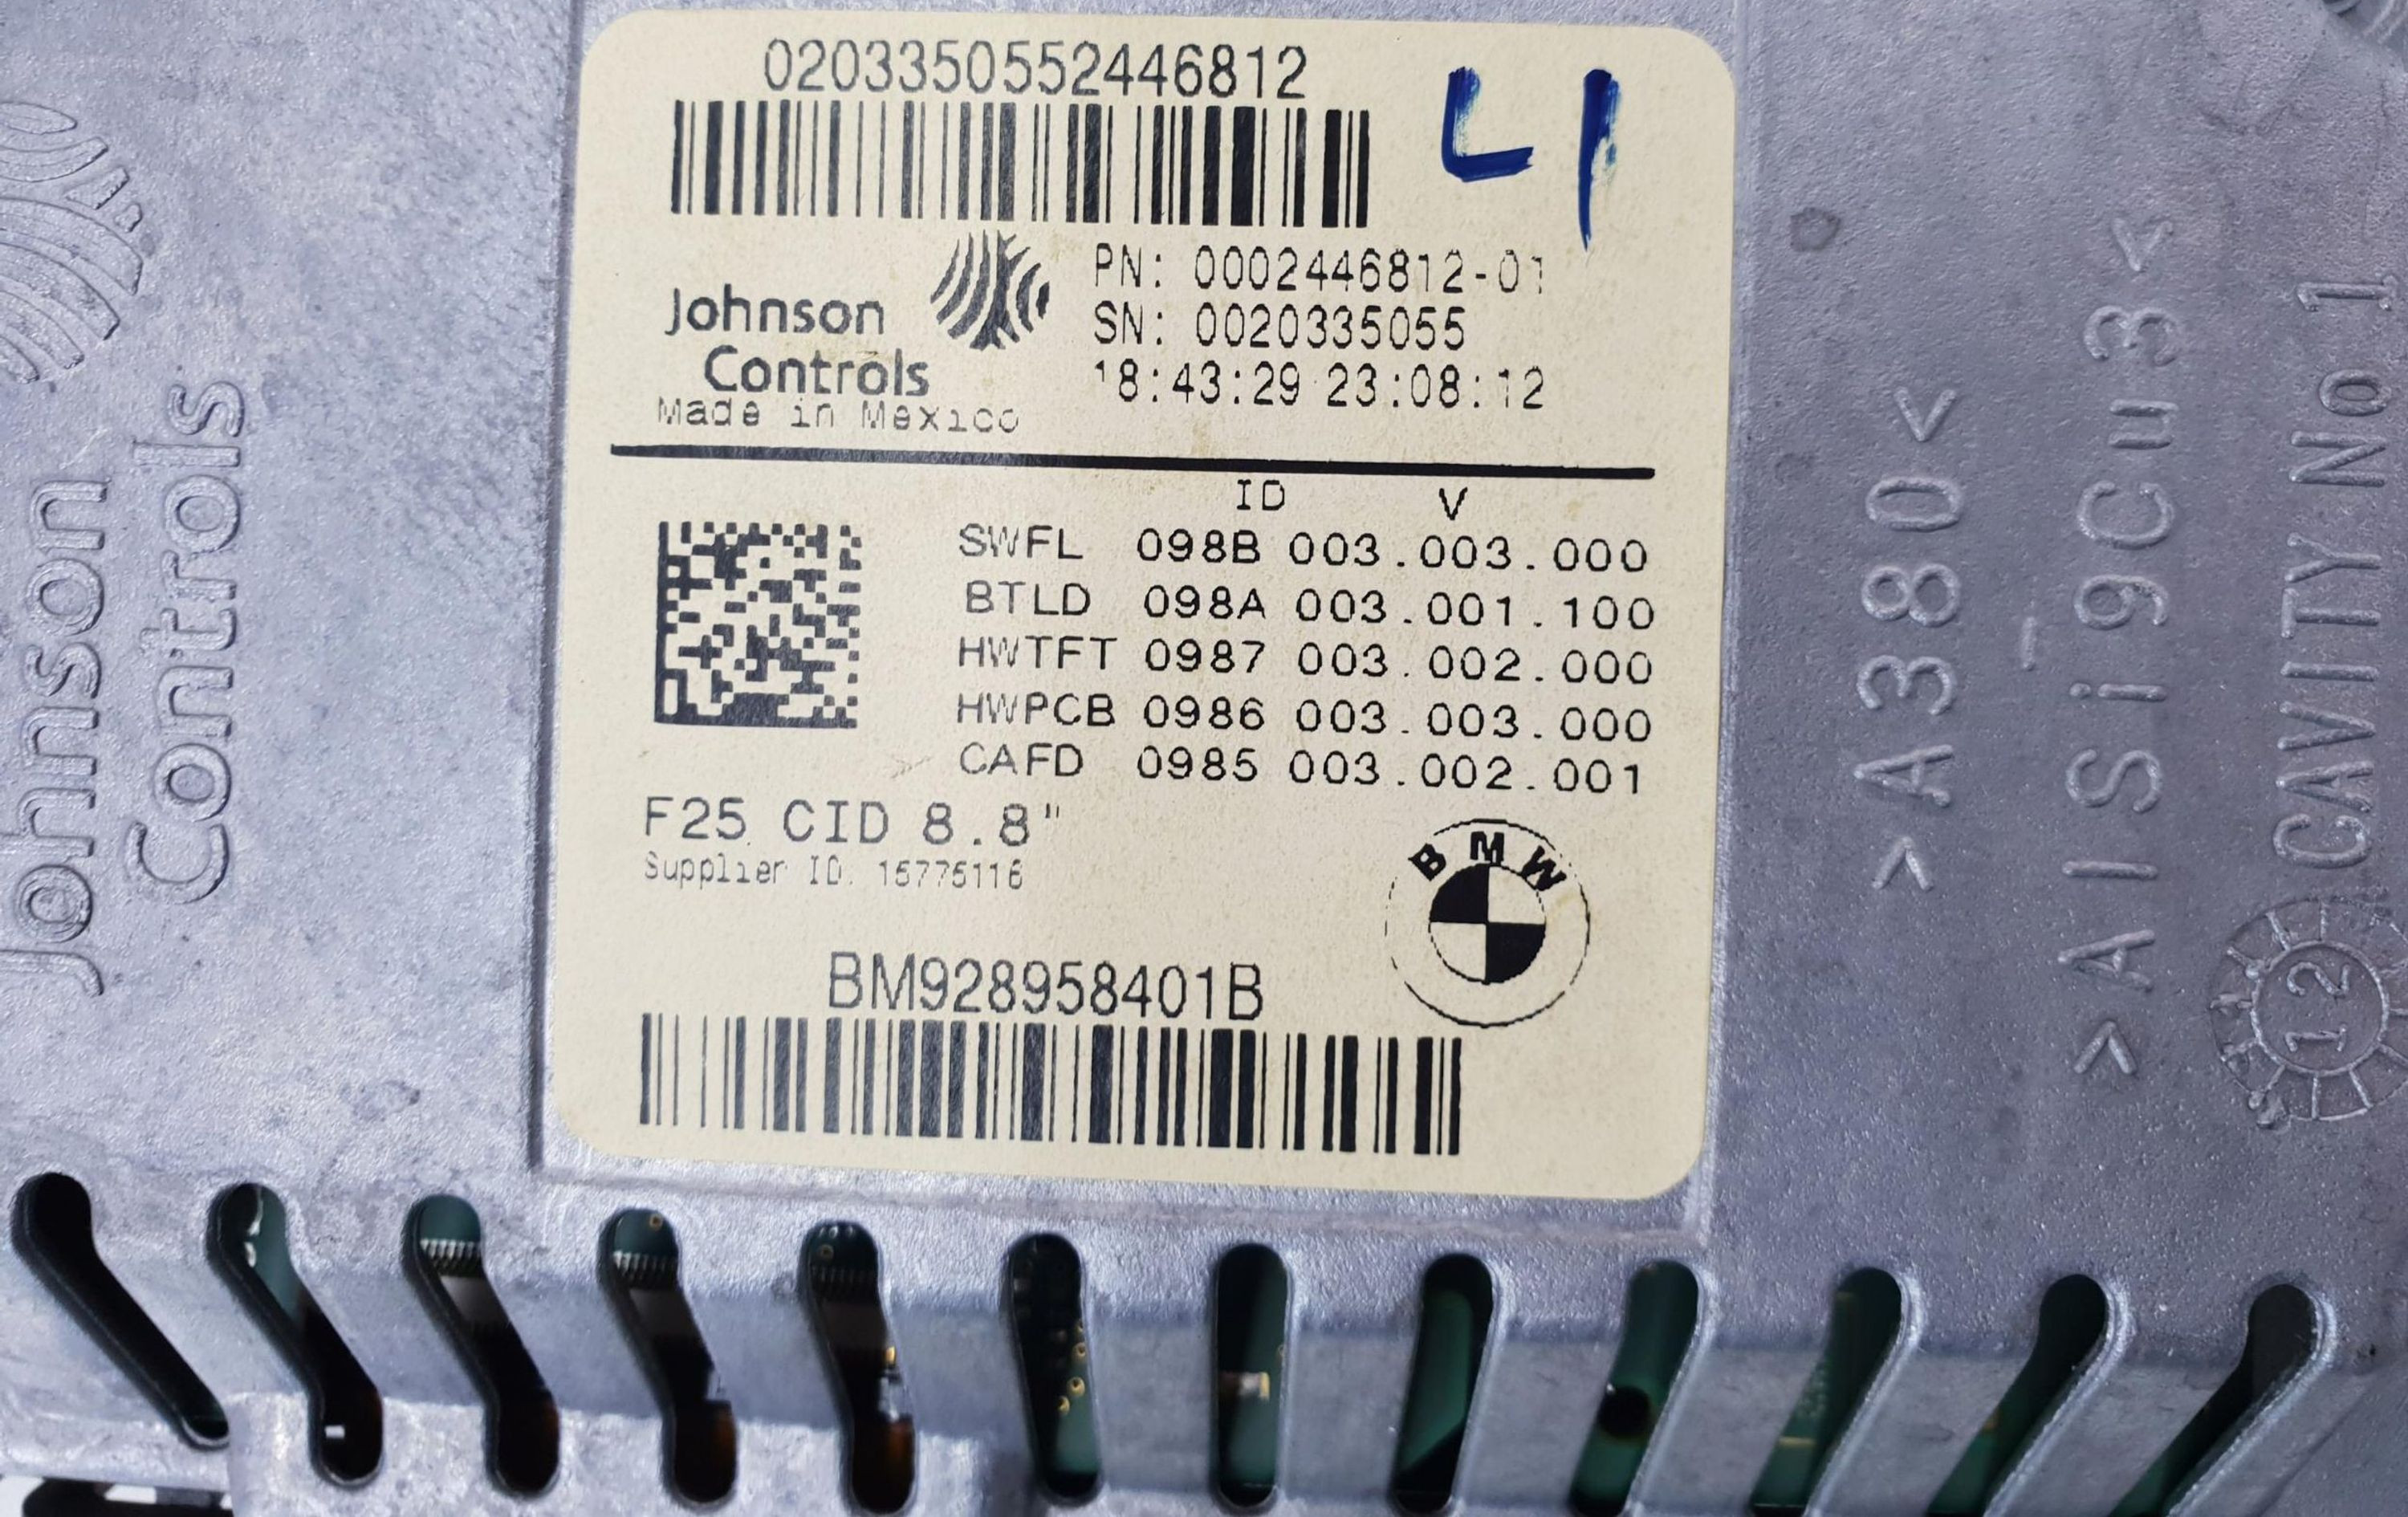 0203350552446812
L1
Johnson
Controls
Made in Mexico
PN: 0002446812-01
SN: 0020335055
18:43:29 23:08:12
ID V
SWFL 098B 003.003.000
BTLD 098A 003.001.100
HWTFT 0987 003.002.000
HWPCB 0986 003.003.000
CAFD 0985 003.002.001
F25 CID 8.8"
Supplier ID. 15775116
BMW
BM928958401B
Johnson
Controls
>A380<
>AlSi9Cu3<
CAVITY No 1
12